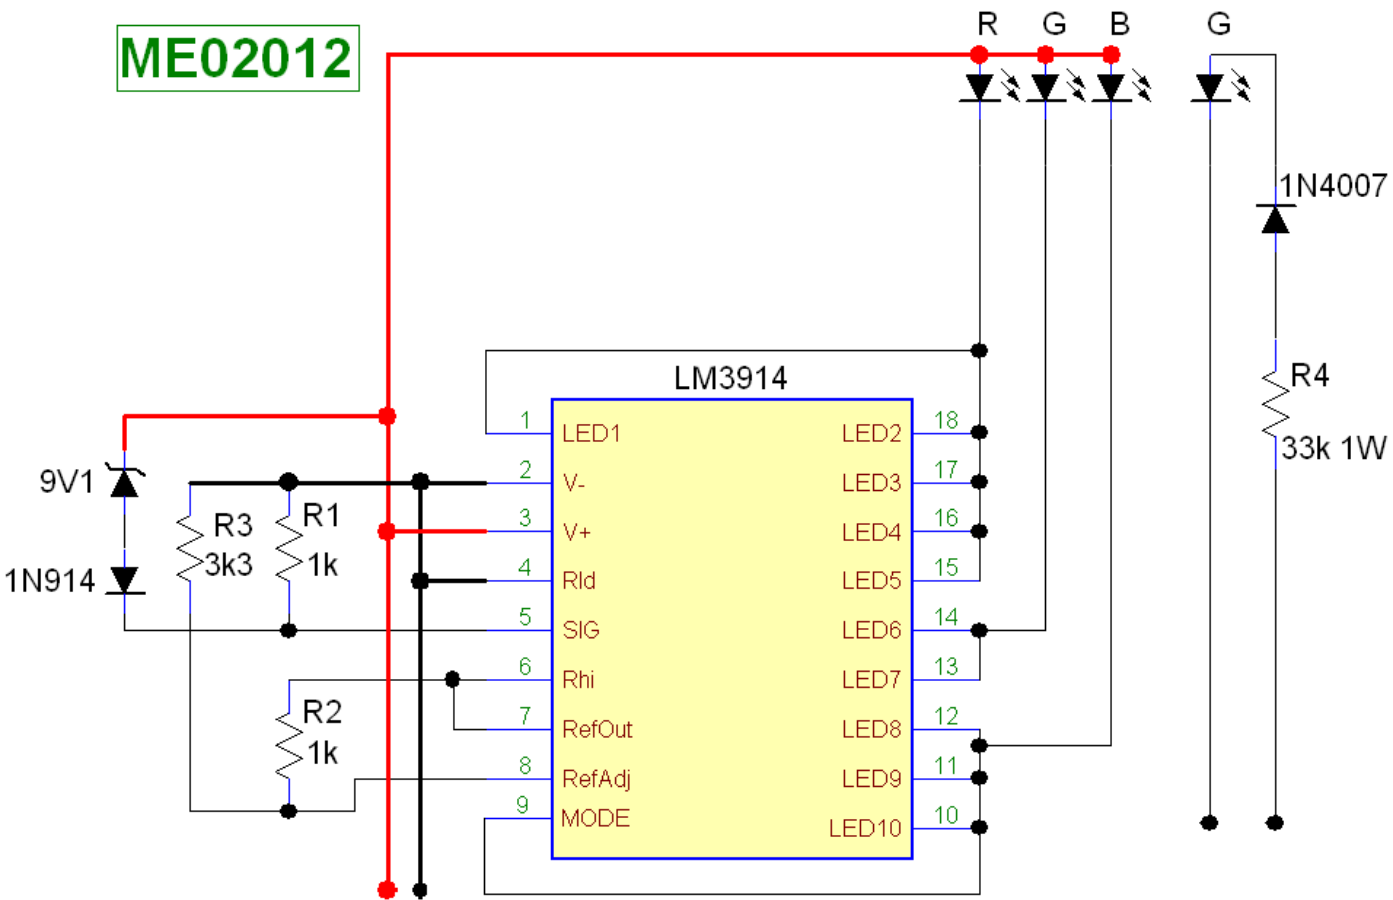 R G B G
ME02012
1N4007
LM3914
R4
33k 1W
1 LED1
LED2 18
9V1
2 V-
LED3 17
R3
3k3
R1
1k
3 V+
LED4 16
1N914
4 Rld
LED5 15
5 SIG
LED6 14
6 Rhi
LED7 13
R2
1k
7 RefOut
LED8 12
8 RefAdj
LED9 11
9 MODE
LED10 10